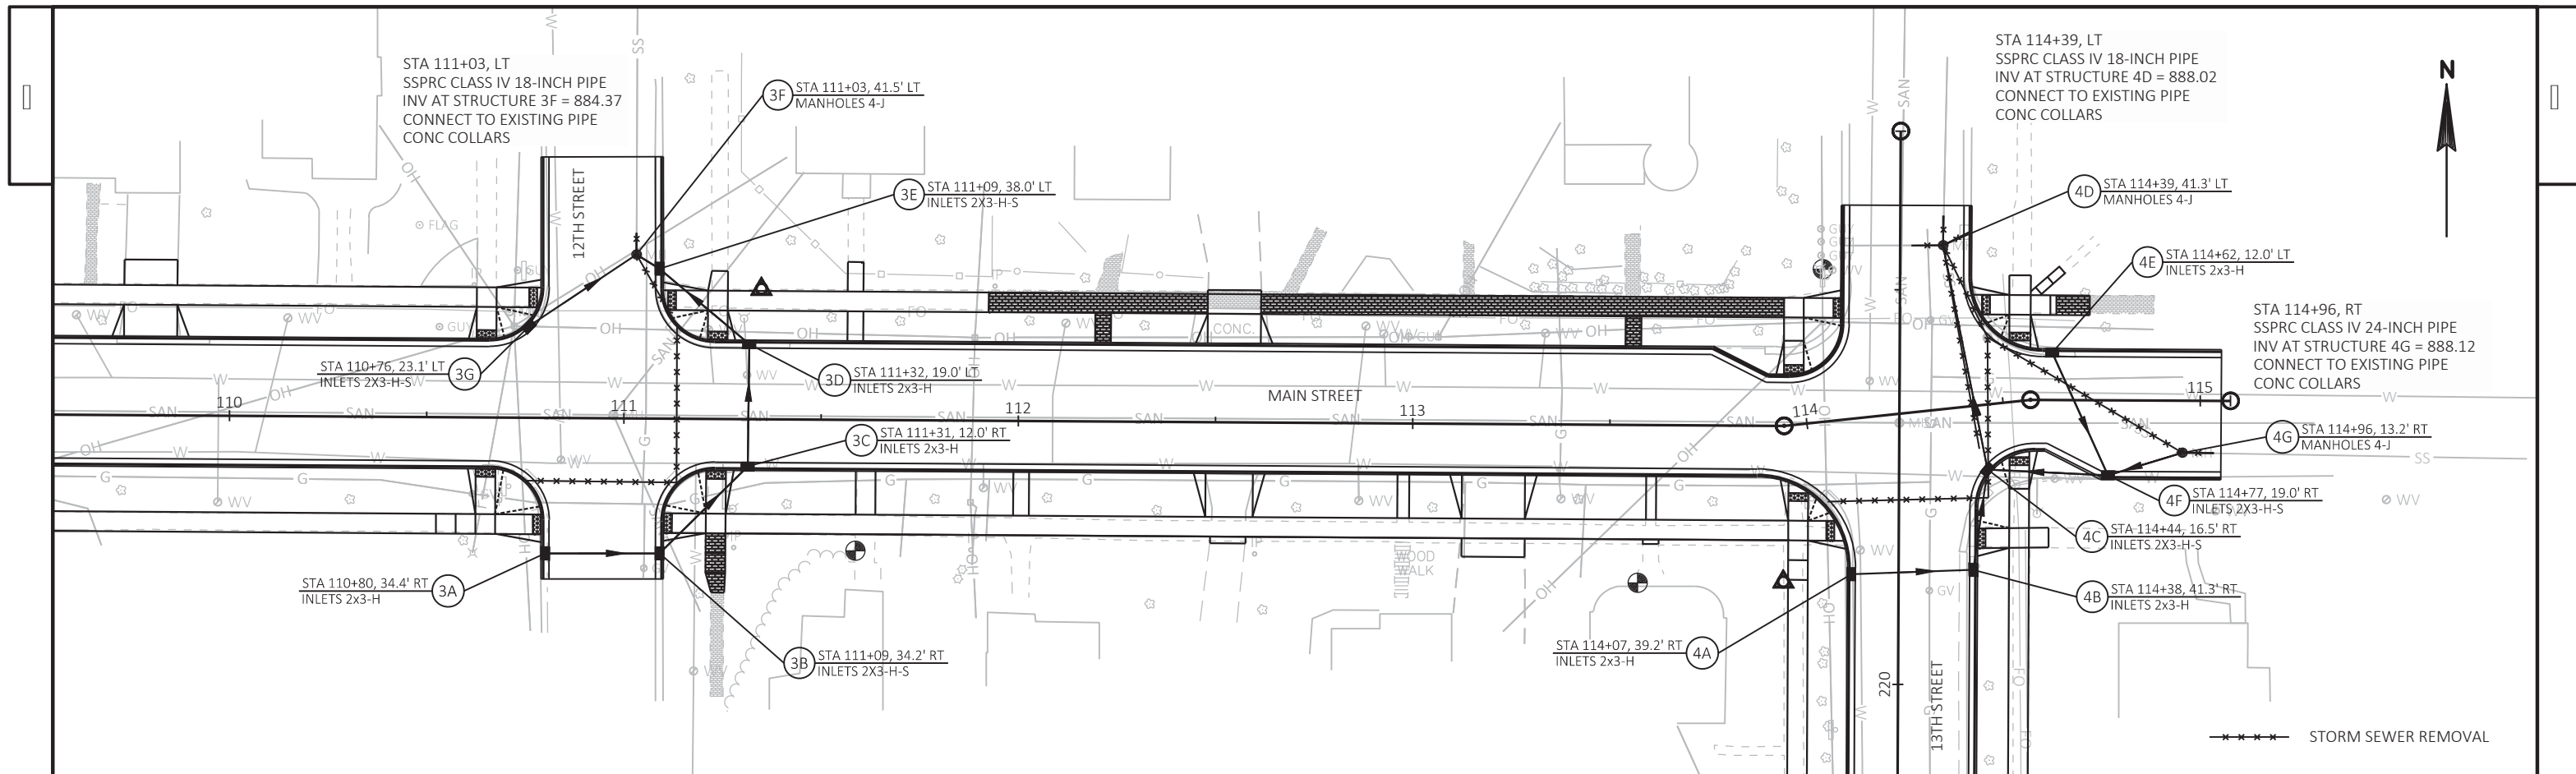 STA 111+03, LT
SSPRC CLASS IV 18-INCH PIPE
INV AT STRUCTURE 3F = 884.37
CONNECT TO EXISTING PIPE
CONC COLLARS
3F STA 111+03, 41.5' LT
MANHOLES 4-J
3E STA 111+09, 38.0' LT
INLETS 2X3-H-S
STA 114+39, LT
SSPRC CLASS IV 18-INCH PIPE
INV AT STRUCTURE 4D = 888.02
CONNECT TO EXISTING PIPE
CONC COLLARS
N
4D STA 114+39, 41.3' LT
MANHOLES 4-J
4E STA 114+62, 12.0' LT
INLETS 2x3-H
STA 114+96, RT
SSPRC CLASS IV 24-INCH PIPE
INV AT STRUCTURE 4G = 888.12
CONNECT TO EXISTING PIPE
CONC COLLARS
12TH STREET
FLAG
GUY
CONC.
STA 110+76, 23.1' LT 3G
INLETS 2X3-H-S
3D STA 111+32, 19.0' LT
INLETS 2x3-H
MAIN STREET
110
111
112
113
114
115
3C STA 111+31, 12.0' RT
INLETS 2x3-H
4G STA 114+96, 13.2' RT
MANHOLES 4-J
4F STA 114+77, 19.0' RT
INLETS 2X3-H-S
4C STA 114+44, 16.5' RT
INLETS 2X3-H-S
WOOD
WALK
STA 110+80, 34.4' RT 3A
INLETS 2x3-H
4B STA 114+38, 41.3' RT
INLETS 2x3-H
3B STA 111+09, 34.2' RT
INLETS 2X3-H-S
STA 114+07, 39.2' RT 4A
INLETS 2x3-H
220
13TH STREET
STORM SEWER REMOVAL